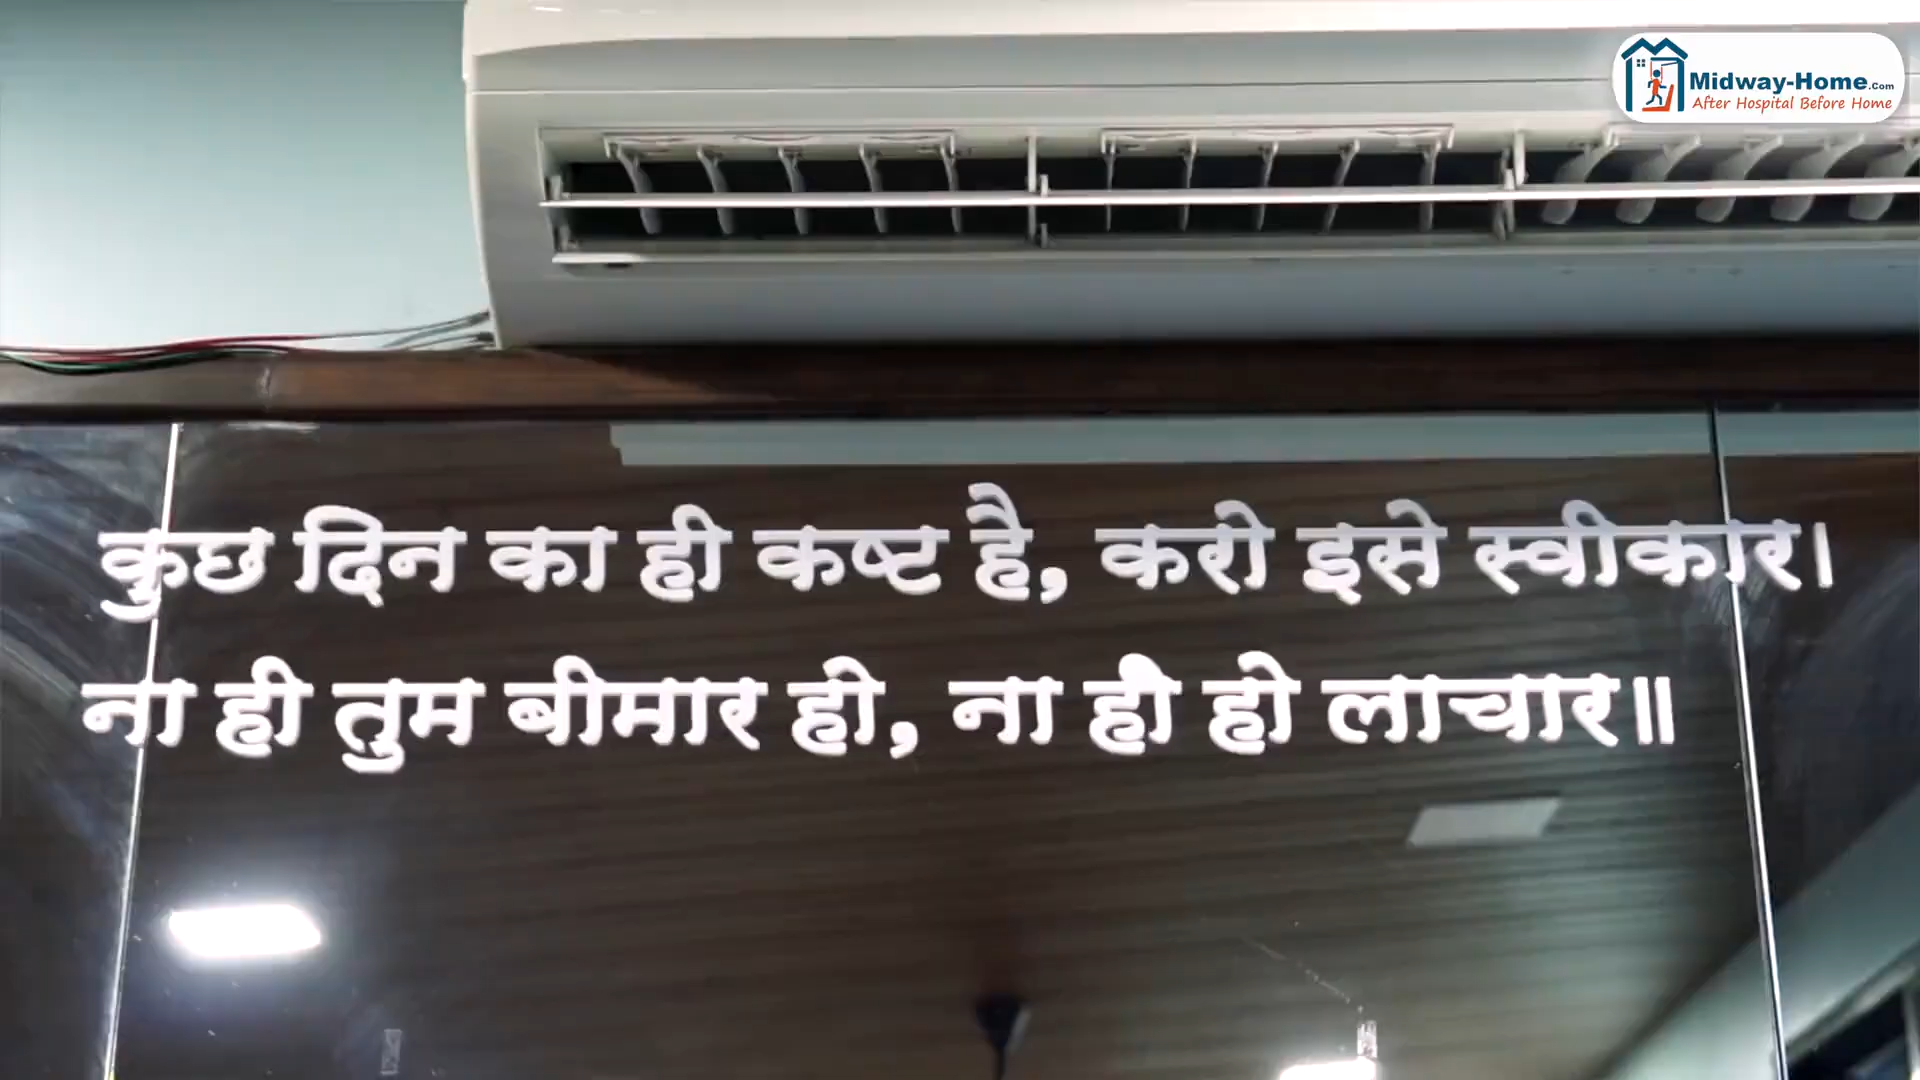 Midway-Home.Com
After Hospital Before Home
कुछ दिन का ही कष्ट है, करो इसे स्वीकार।
ना ही तुम बीमार हो, ना ही हो लाचार॥